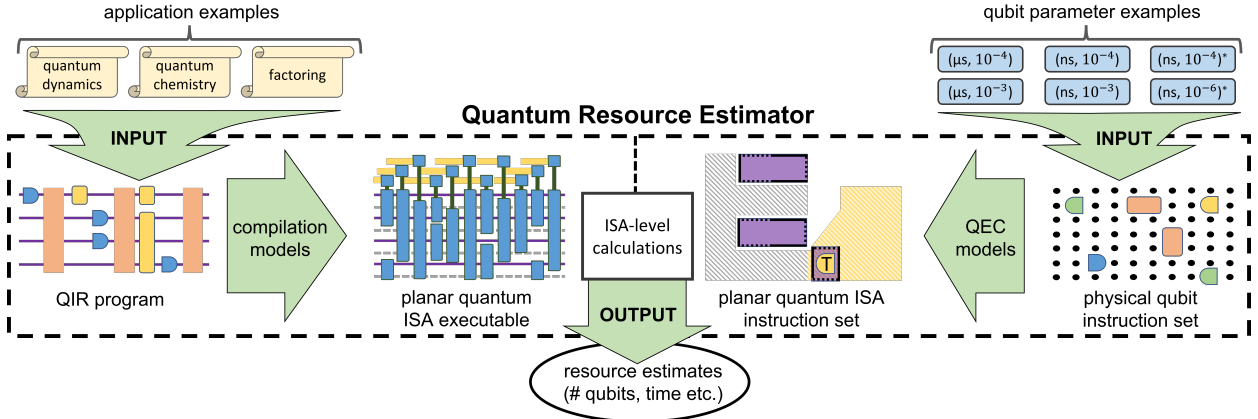 application examples
quantum
dynamics
quantum
chemistry
factoring
INPUT
qubit parameter examples
(μs, 10⁻⁴)
(ns, 10⁻⁴)
(ns, 10⁻⁴)*
(μs, 10⁻³)
(ns, 10⁻³)
(ns, 10⁻⁶)*
INPUT
Quantum Resource Estimator
QIR program
compilation
models
planar quantum
ISA executable
ISA-level
calculations
T
planar quantum ISA
instruction set
QEC
models
physical qubit
instruction set
OUTPUT
resource estimates
(# qubits, time etc.)